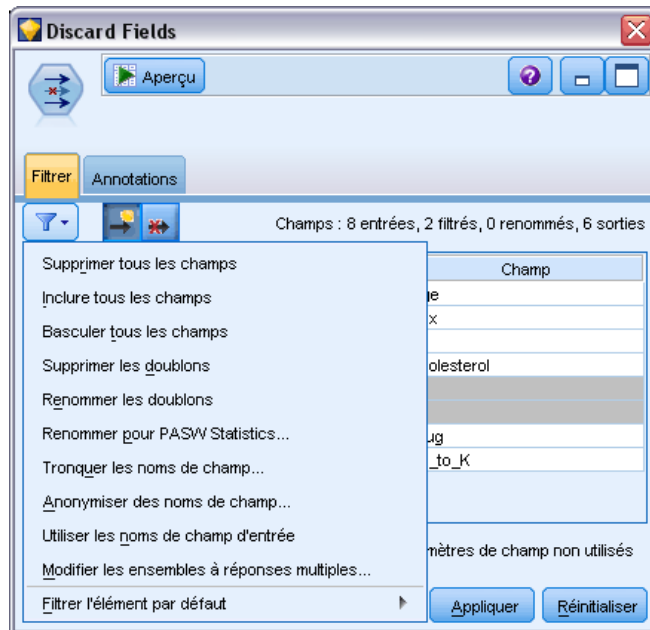 Discard Fields
Aperçu
Filtrer
Annotations
Champs : 8 entrées, 2 filtrés, 0 renommés, 6 sorties
Supprimer tous les champs
Inclure tous les champs
Basculer tous les champs
Supprimer les doublons
Renommer les doublons
Renommer pour PASW Statistics...
Tronquer les noms de champ...
Anonymiser des noms de champ...
Utiliser les noms de champ d'entrée
Modifier les ensembles à réponses multiples...
Filtrer l'élément par défaut
Champ
ge
x
olesterol
ug
_to_K
mètres de champ non utilisés
Appliquer
Réinitialiser